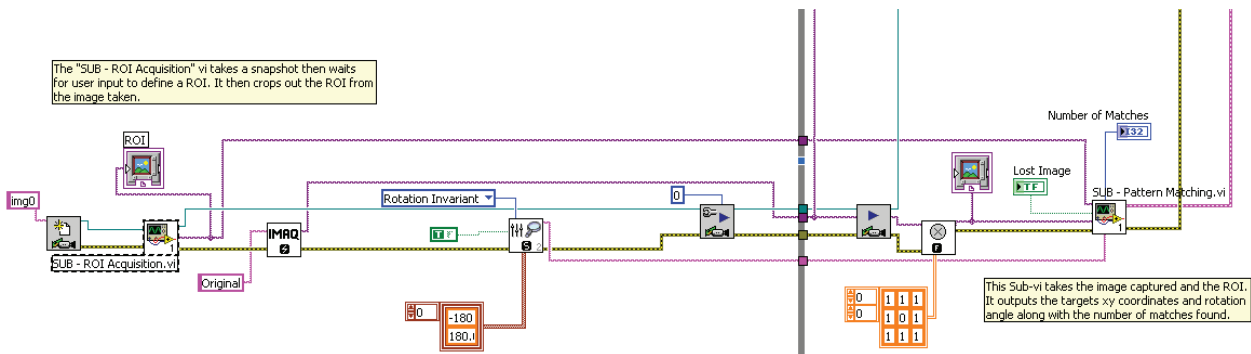 The "SUB - ROI Acquisition" vi takes a snapshot then waits
for user input to define a ROI. It then crops out the ROI from
the image taken.
ROI
img0
1
SUB - ROI Acquisition.vi
IMAQ
Original
Rotation Invariant
T F
S 2
0
-180
180.
0
Number of Matches
I32
Lost Image
TF
SUB - Pattern Matching.vi
1
F
0
0
1 1 1
1 0 1
1 1 1
This Sub-vi takes the image captured and the ROI.
It outputs the targets xy coordinates and rotation
angle along with the number of matches found.